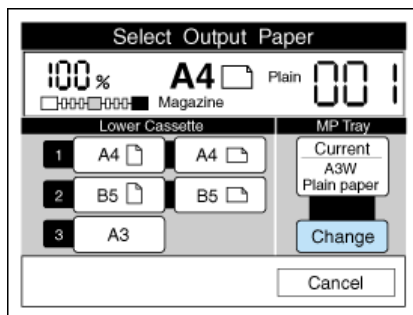 Select Output Paper
100 % A4 Plain 001
Magazine
Lower Cassette
1 A4 A4
2 B5 B5
3 A3
MP Tray
Current
A3W
Plain paper
Change
Cancel